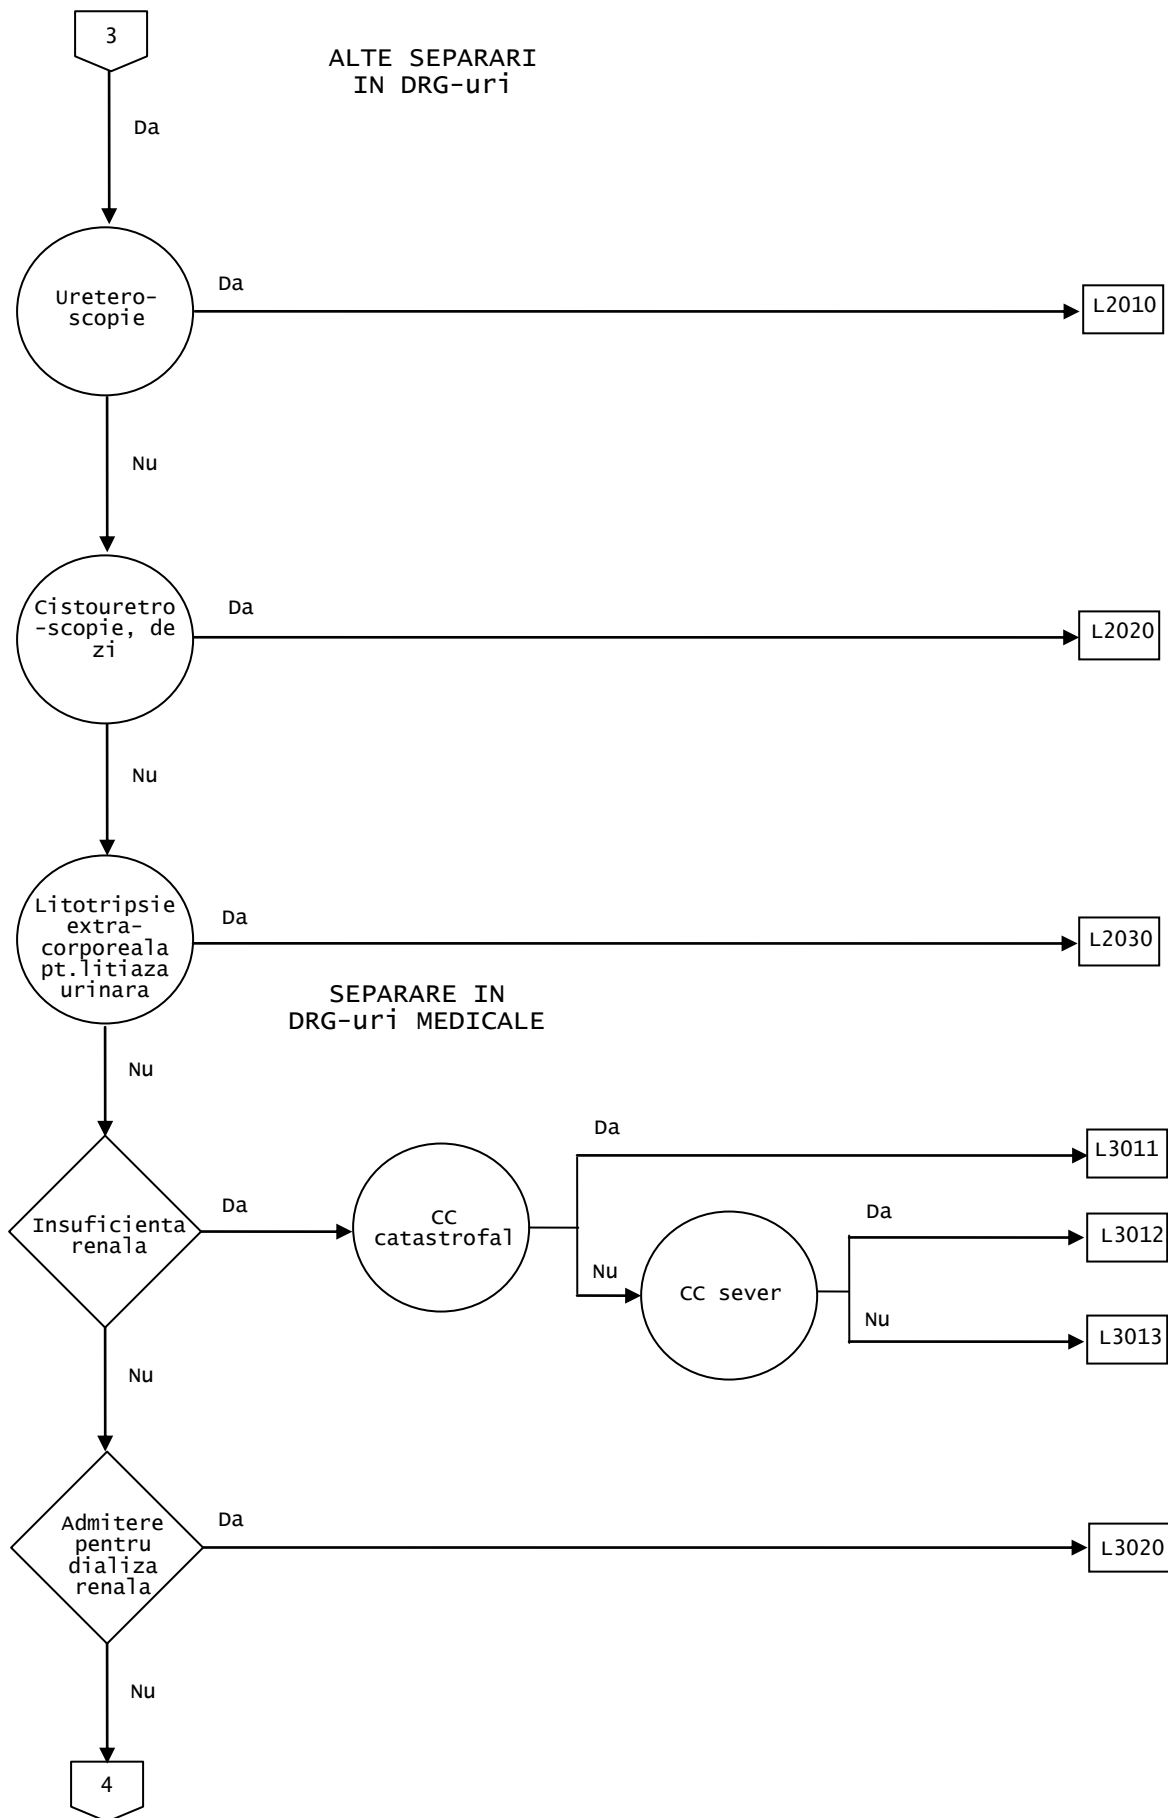 3
ALTE SEPARARI
IN DRG-uri
Da
Uretero-
scopie
Da
L2010
Nu
Cistouretro
-scopie, de
zi
Da
L2020
Nu
Litotripsie
extra-
corporeala
pt.litiaza
urinara
Da
L2030
SEPARARE IN
DRG-uri MEDICALE
Nu
Insuficienta
renala
Da
CC
catastrofal
Da
L3011
Nu
CC sever
Da
L3012
Nu
L3013
Nu
Admitere
pentru
dializa
renala
Da
L3020
Nu
4